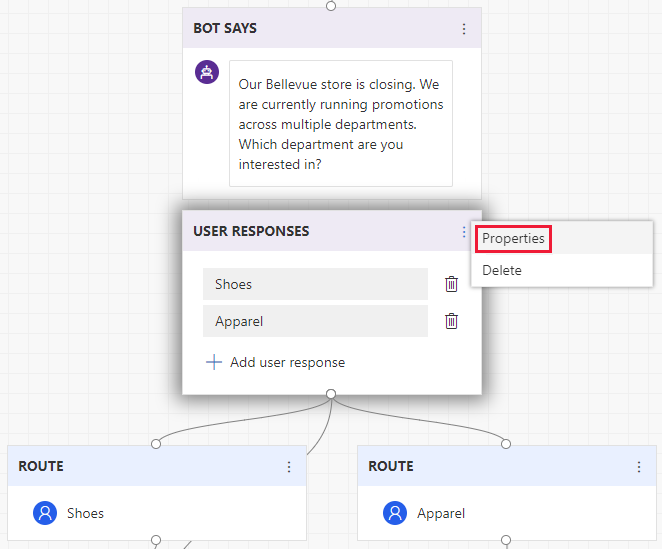 BOT SAYS
Our Bellevue store is closing. We
are currently running promotions
across multiple departments.
Which department are you
interested in?
USER RESPONSES
Properties
Delete
Shoes
Apparel
Add user response
ROUTE
Shoes
ROUTE
Apparel